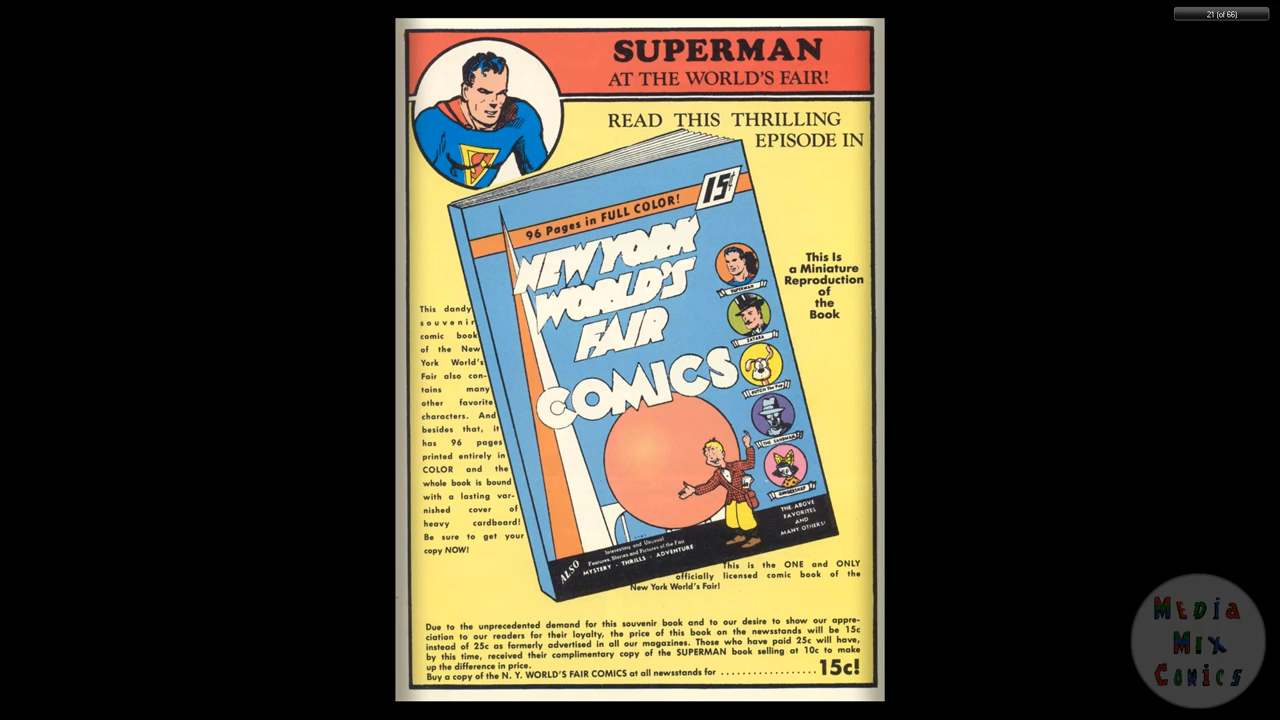 21 (of 66)
SUPERMAN
AT THE WORLD'S FAIR!
READ THIS THRILLING
EPISODE IN
15¢
96 Pages in FULL COLOR!
NEW YORK
WORLD'S
FAIR
COMICS
SUPERMAN
ZATARA
BUTCH the Pup
THE SANDMAN
GINGERSNAP
THE ABOVE
FAVORITES
AND
MANY OTHERS!
ALSO
Interesting and Unusual
Features, Stories and Pictures of the Fair
MYSTERY - THRILLS - ADVENTURE
This Is
a Miniature
Reproduction
of
the
Book
This dandy
souvenir
comic book
of the New
York World's
Fair also con-
tains many
other favorite
characters. And
besides that, it
has 96 pages
printed entirely in
COLOR and the
whole book is bound
with a lasting var-
nished cover of
heavy cardboard!
Be sure to get your
copy NOW!
This is the ONE and ONLY
officially licensed comic book of the
New York World's Fair!
Due to the unprecedented demand for this souvenir book and to our desire to show our appre-
ciation to our readers for their loyalty, the price of this book on the newsstands will be 15c
instead of 25c as formerly advertised in all our magazines. Those who have paid 25c will have,
by this time, received their complimentary copy of the SUPERMAN book selling at 10c to make
up the difference in price.
Buy a copy of the N. Y. WORLD'S FAIR COMICS at all newsstands for .................. 15c!
MEDIA
MIX
COMICS